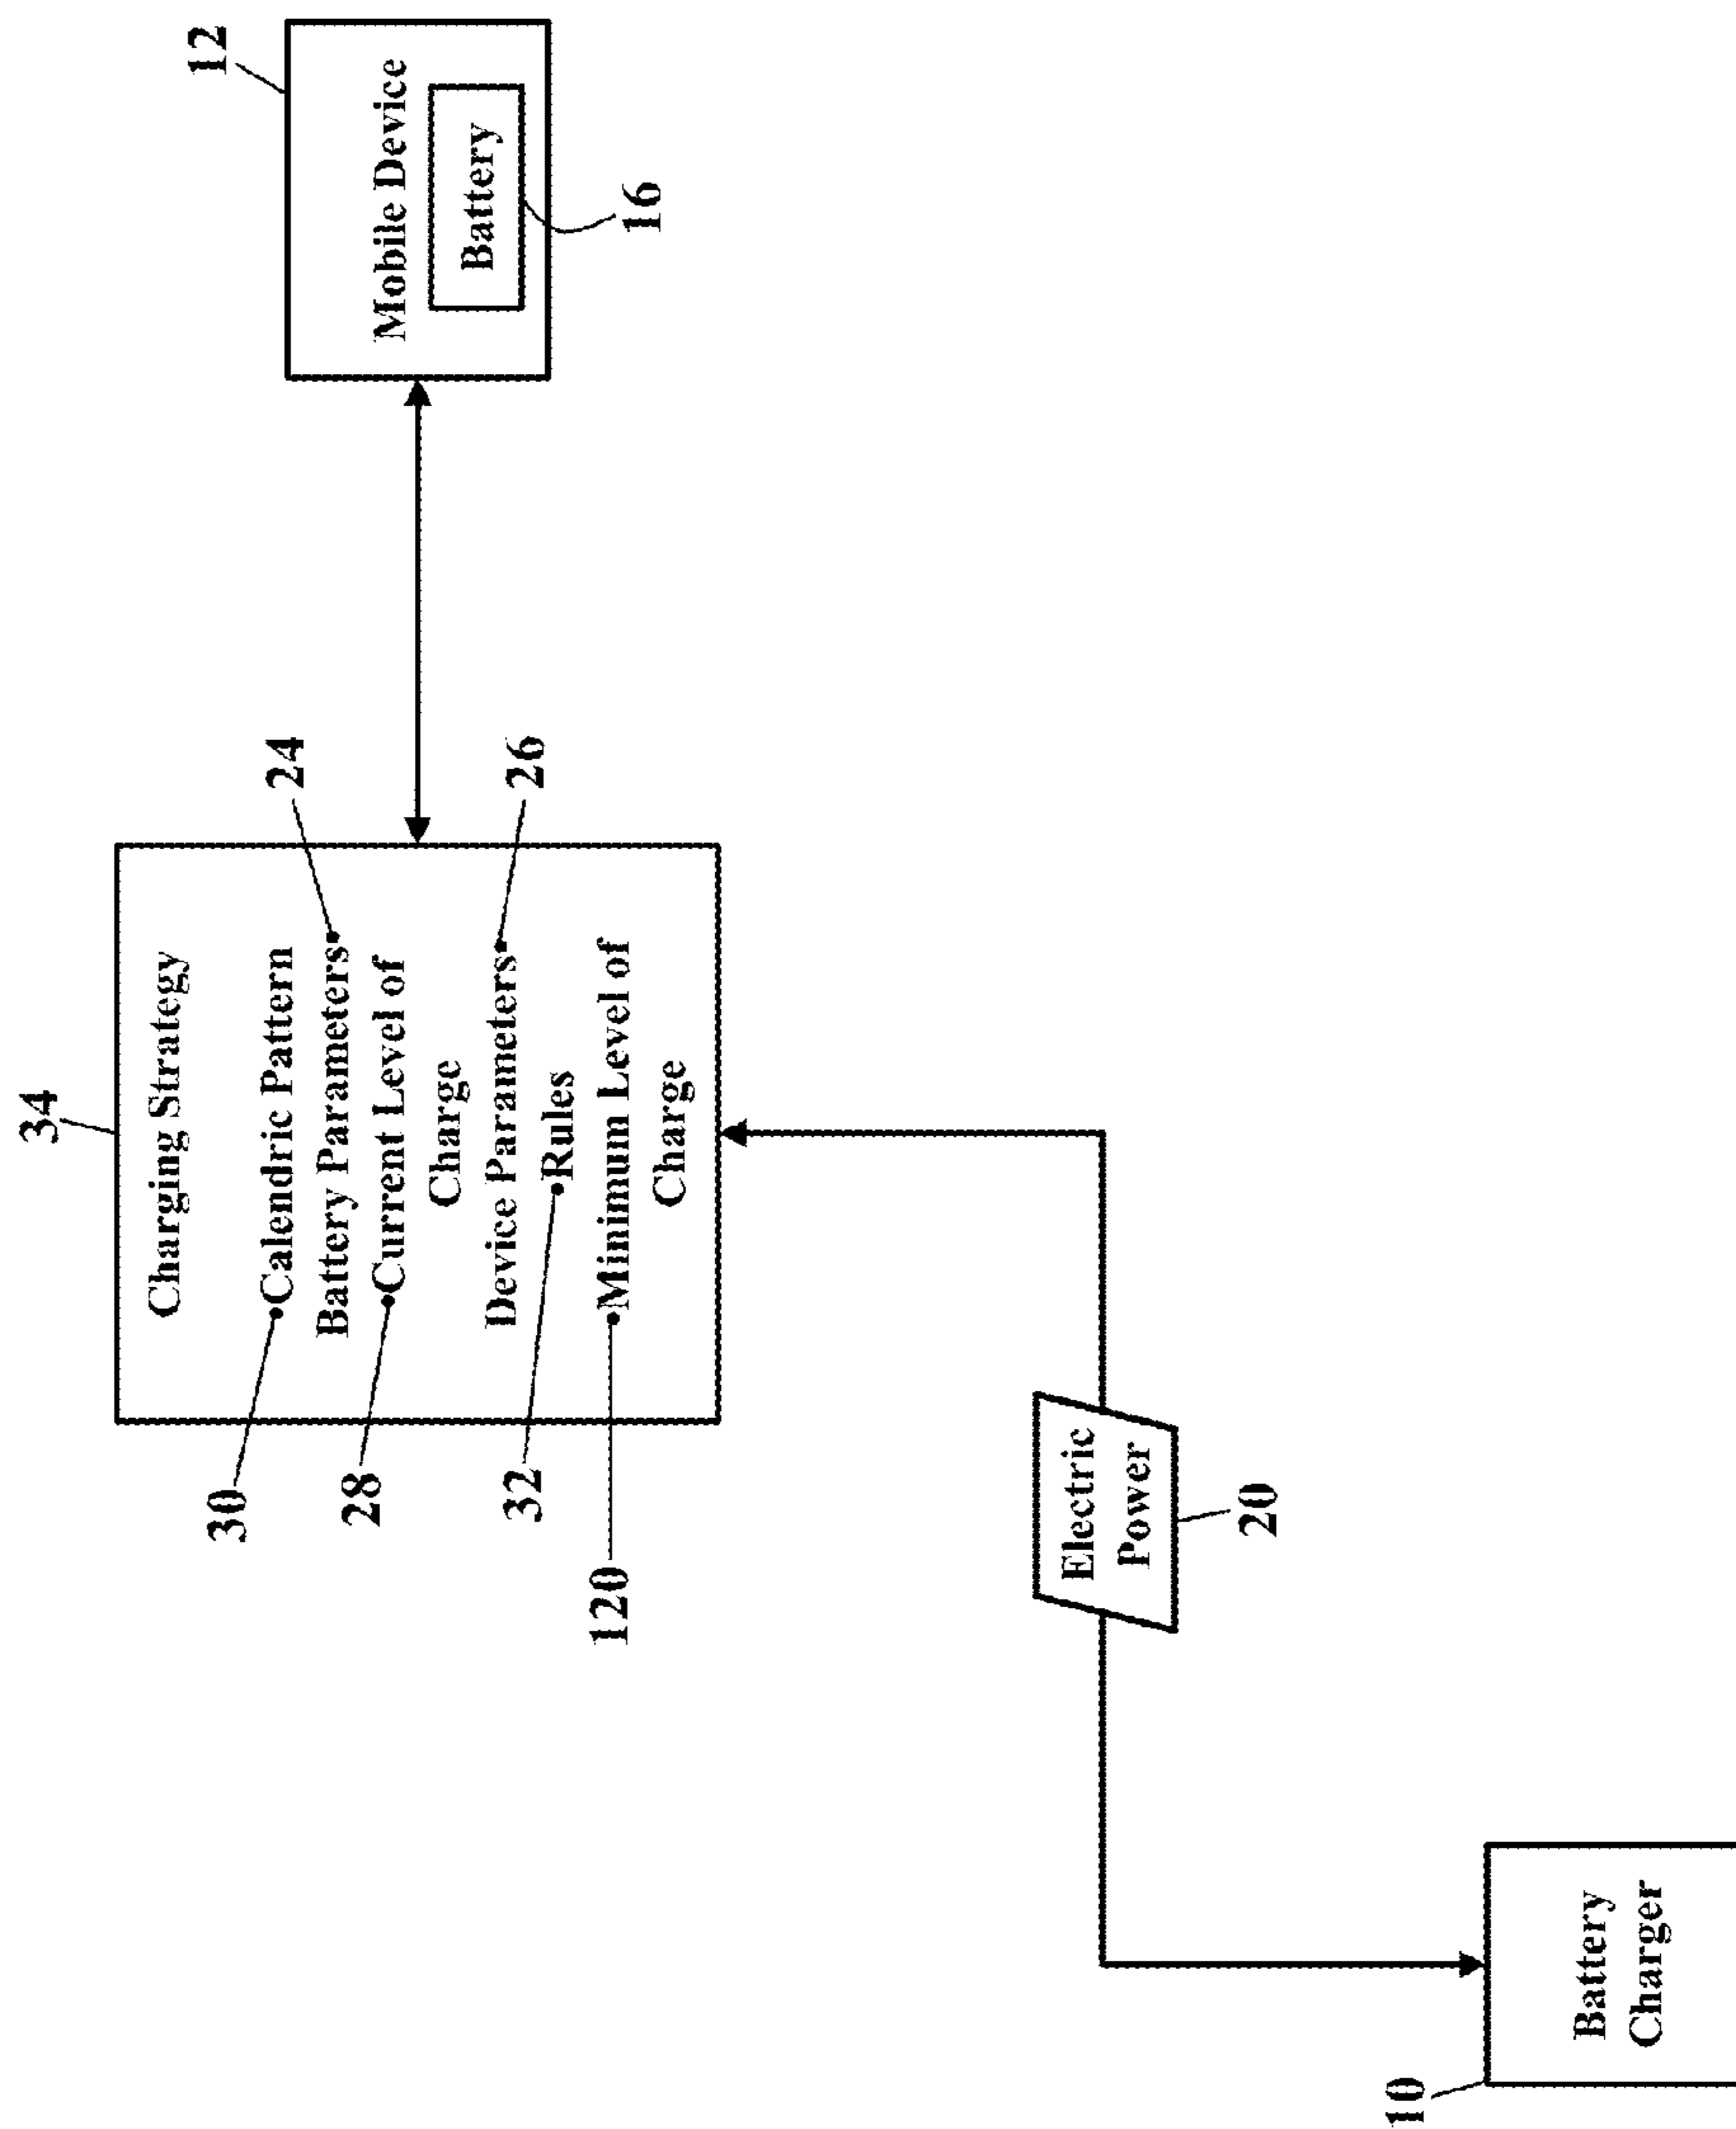 34
Charging Strategy
30
Calendric Pattern
24
Battery Parameters
28
Current Level of
Charge
Device Parameters
26
32
Rules
120
Minimum Level of
Charge
12
Mobile Device
Battery
16
Electric
Power
20
10
Battery
Charger